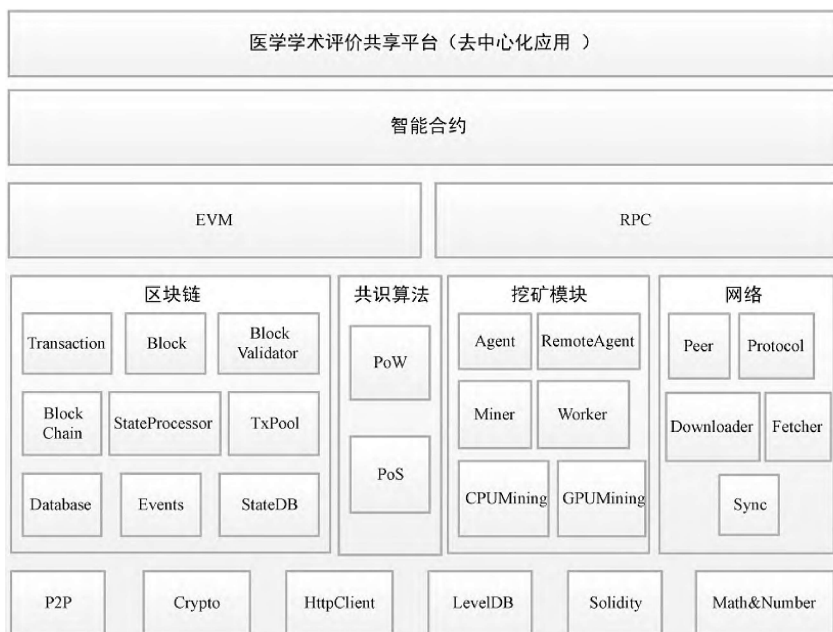 医学学术评价共享平台（去中心化应用 ）
智能合约
EVM
RPC
区块链
Transaction
Block
Block
Validator
Block
Chain
StateProcessor
TxPool
Database
Events
StateDB
共识算法
PoW
PoS
挖矿模块
Agent
RemoteAgent
Miner
Worker
CPUMining
GPUMining
网络
Peer
Protocol
Downloader
Fetcher
Sync
P2P
Crypto
HttpClient
LevelDB
Solidity
Math&Number